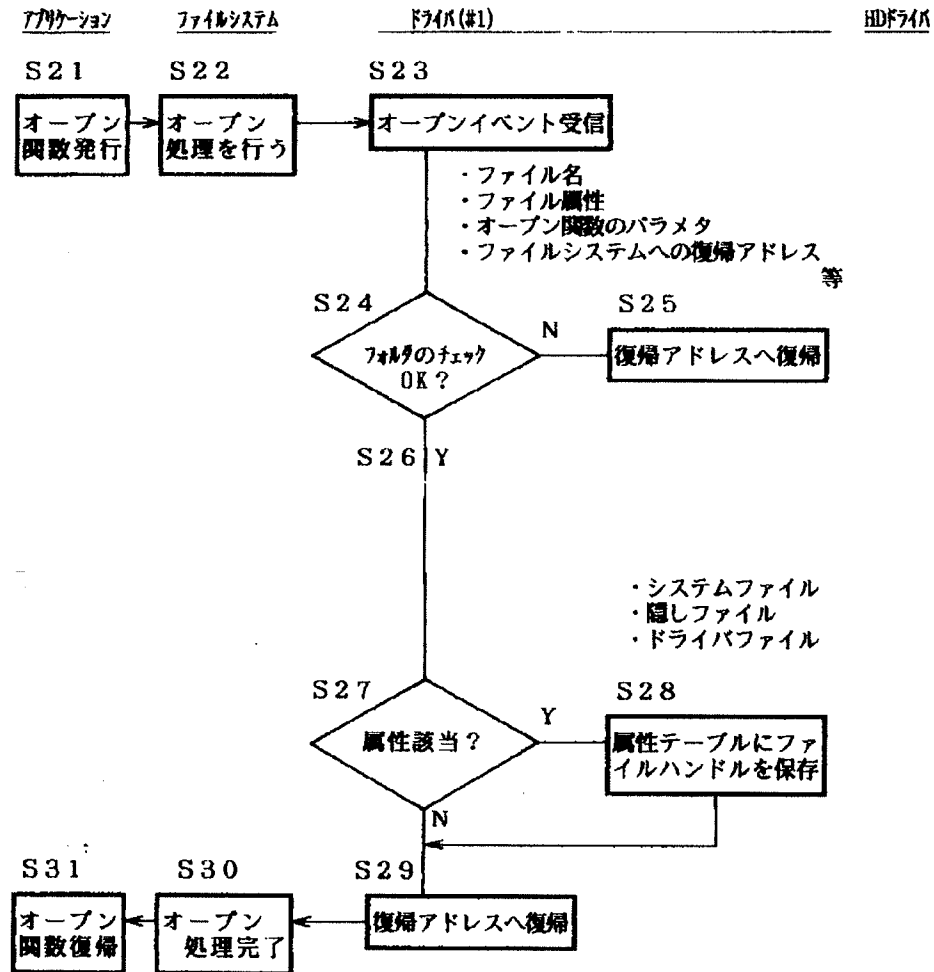 アプリケーション ファイルシステム ドライバ(#1) HDドライバ
S21 S22 S23
オープン
関数発行
オープン
処理を行う
オープンイベント受信
・ファイル名
・ファイル属性
・オープン関数のパラメタ
・ファイルシステムへの復帰アドレス
等
S24
フォルダのチェック
OK?
N
S25
復帰アドレスへ復帰
S26 Y
・システムファイル
・隠しファイル
・ドライバファイル
S27
属性該当?
Y
S28
属性テーブルにファ
イルハンドルを保存
N
S31 S30 S29
オープン
関数復帰
オープン
処理完了
復帰アドレスへ復帰